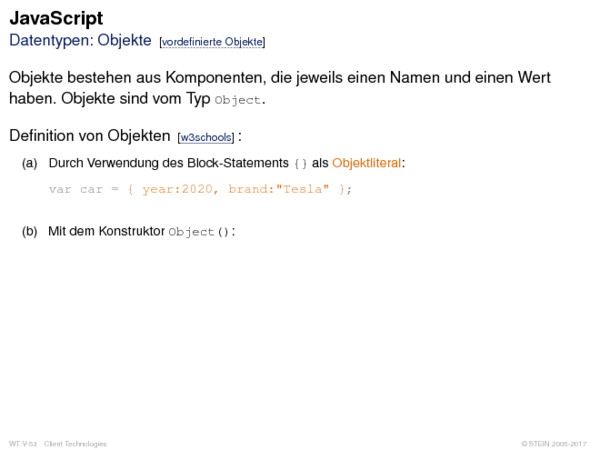 JavaScript
Datentypen: Objekte [vordefinierte Objekte]
Objekte bestehen aus Komponenten, die jeweils einen Namen und einen Wert
haben. Objekte sind vom Typ Object.
Definition von Objekten [w3schools] :
(a) Durch Verwendung des Block-Statements {} als Objektliteral:
var car = { year:2020, brand:"Tesla" };
(b) Mit dem Konstruktor Object():
WT:V-53 Client Technologies © STEIN 2005-2017